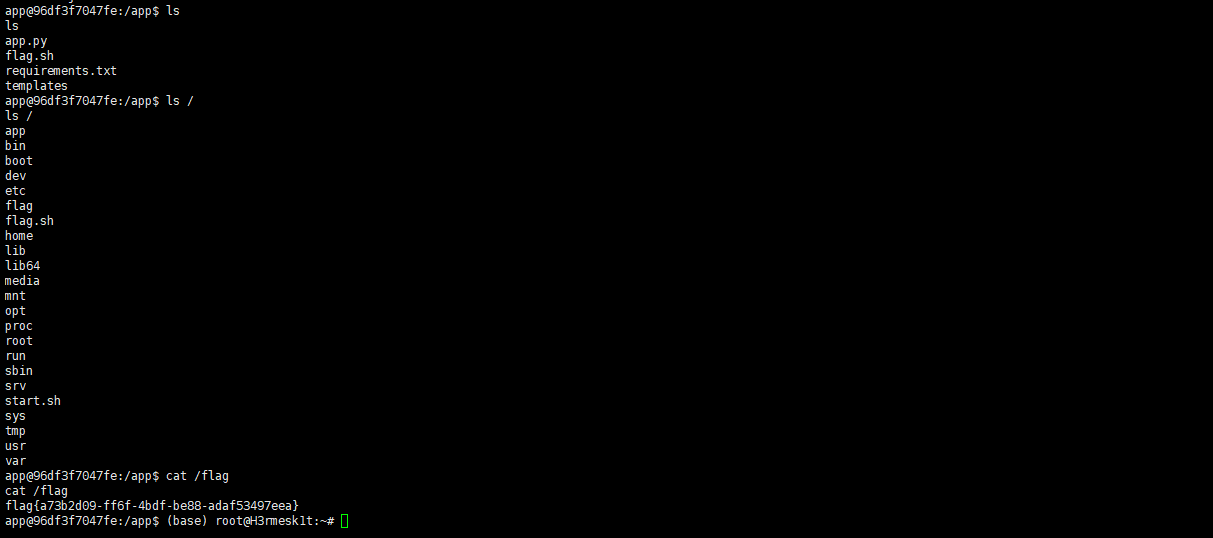 app@96df3f7047fe:/app$ ls
ls
app.py
flag.sh
requirements.txt
templates
app@96df3f7047fe:/app$ ls /
ls /
app
bin
boot
dev
etc
flag
flag.sh
home
lib
lib64
media
mnt
opt
proc
root
run
sbin
srv
start.sh
sys
tmp
usr
var
app@96df3f7047fe:/app$ cat /flag
cat /flag
flag{a73b2d09-ff6f-4bdf-be88-adaf53497eea}
app@96df3f7047fe:/app$ (base) root@H3rmesk1t:~#